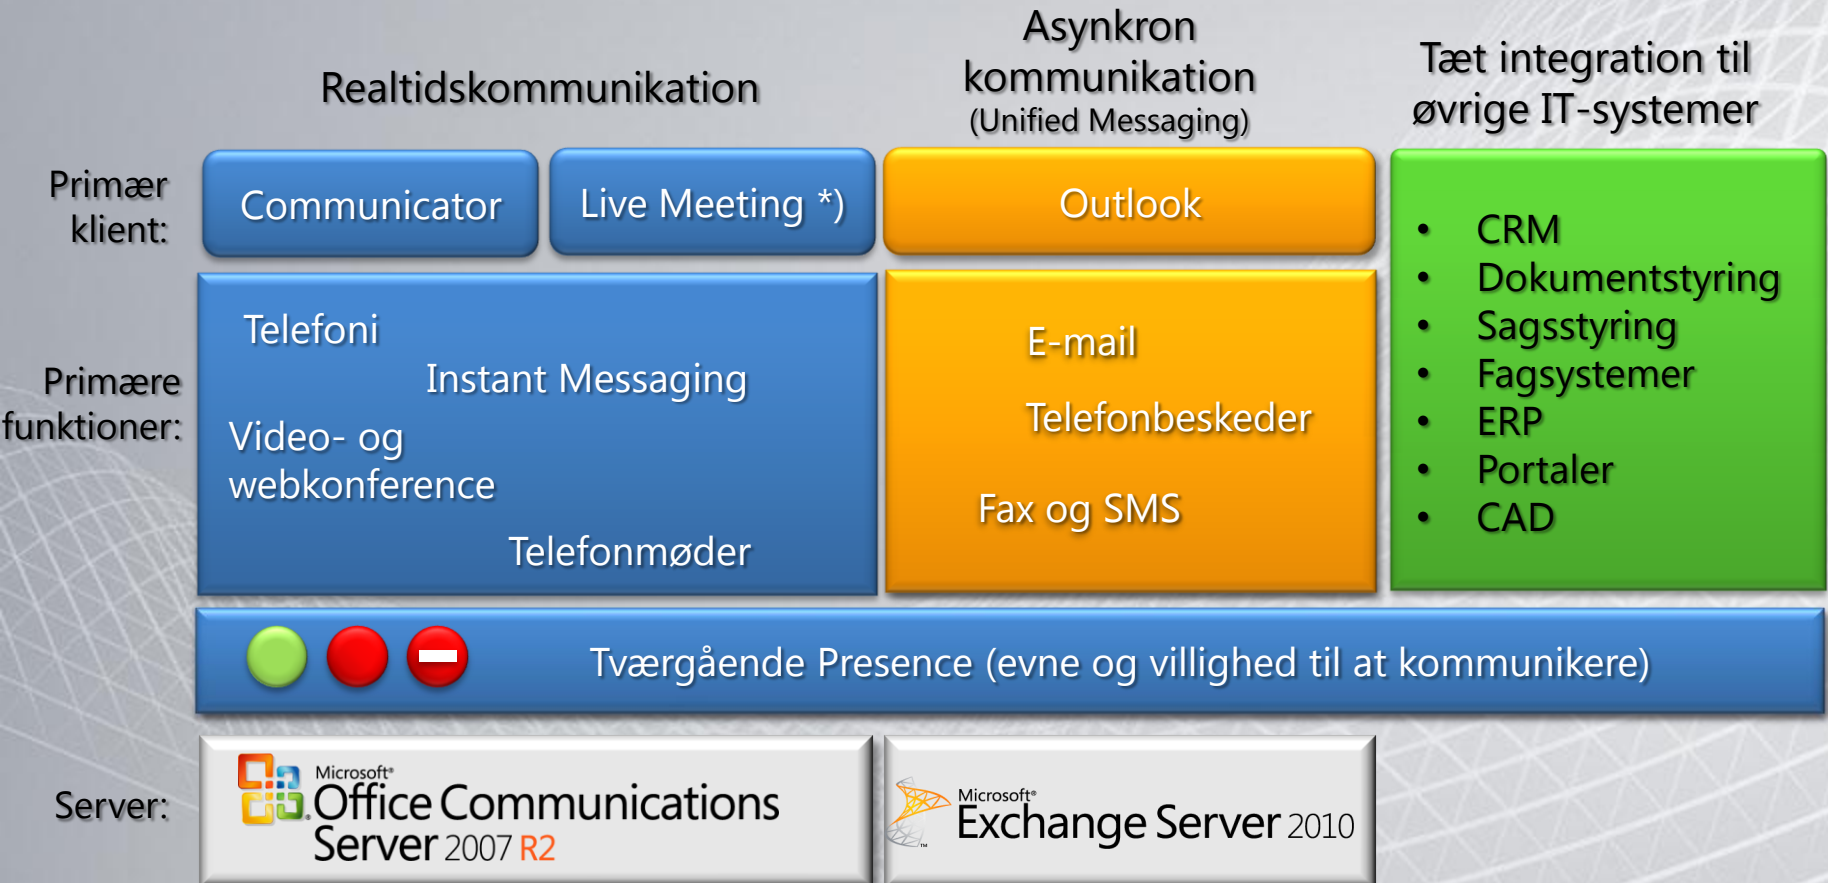 Realtidskommunikation
Asynkron
kommunikation
(Unified Messaging)
Tæt integration til
øvrige IT-systemer
Primær
klient:
Communicator
Live Meeting *)
Outlook
Primære
funktioner:
Telefoni
Instant Messaging
Video- og
webkonference
Telefonmøder
E-mail
Telefonbeskeder
Fax og SMS
• CRM
• Dokumentstyring
• Sagsstyring
• Fagsystemer
• ERP
• Portaler
• CAD
Tværgående Presence (evne og villighed til at kommunikere)
Server:
Microsoft®
Office Communications
Server 2007 R2
Microsoft®
Exchange Server 2010